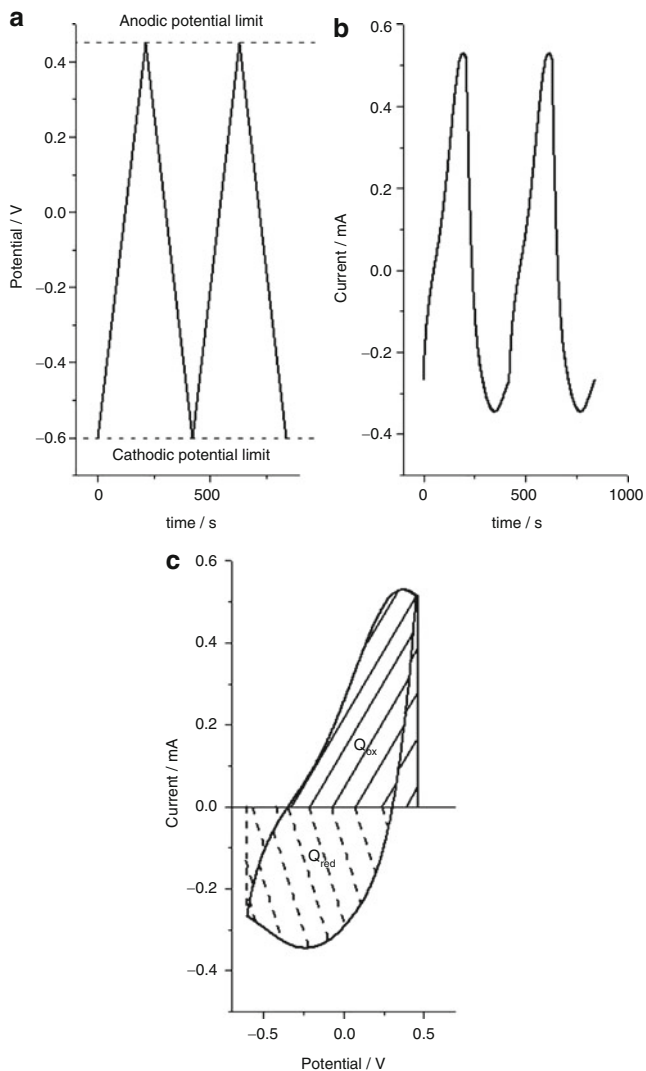 a
Anodic potential limit
0.4
0.2
0.0
−0.2
−0.4
−0.6
Potential / V
Cathodic potential limit
0
500
time / s
b
0.6
0.4
0.2
0.0
−0.2
−0.4
Current / mA
0
500
1000
time / s
c
0.6
0.4
0.2
0.0
−0.2
−0.4
Current / mA
Qox
Qred
−0.5
0.0
0.5
Potential / V